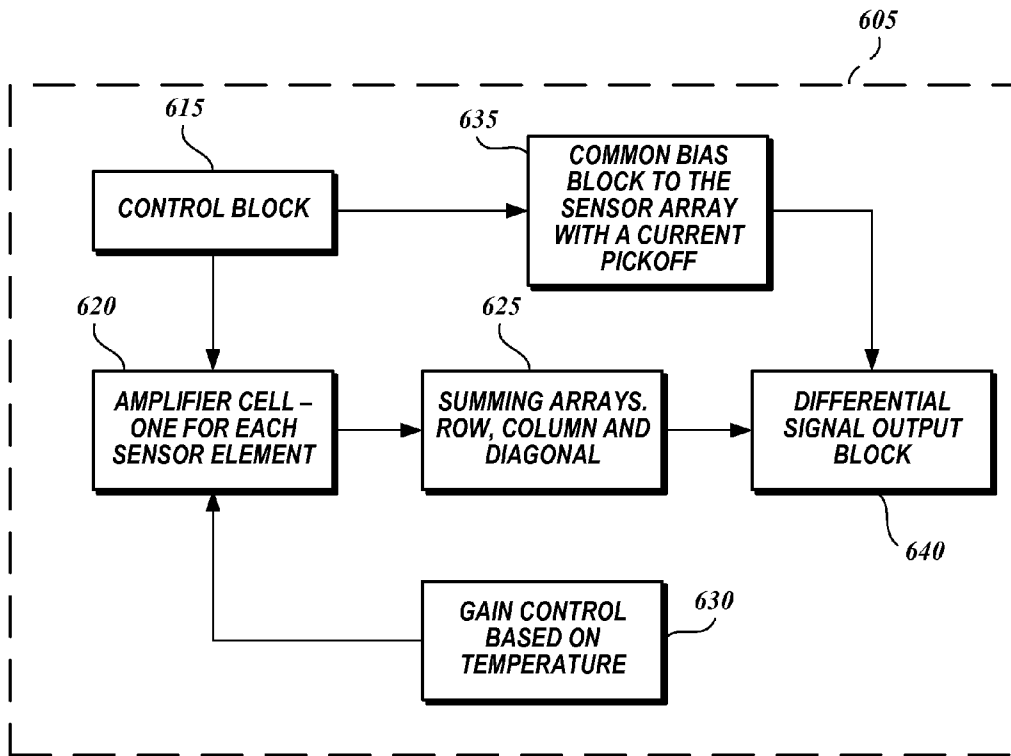 605
615
CONTROL BLOCK
635
COMMON BIAS
BLOCK TO THE
SENSOR ARRAY
WITH A CURRENT
PICKOFF
620
AMPLIFIER CELL –
ONE FOR EACH
SENSOR ELEMENT
625
SUMMING ARRAYS.
ROW, COLUMN AND
DIAGONAL
DIFFERENTIAL
SIGNAL OUTPUT
BLOCK
640
GAIN CONTROL
BASED ON
TEMPERATURE
630